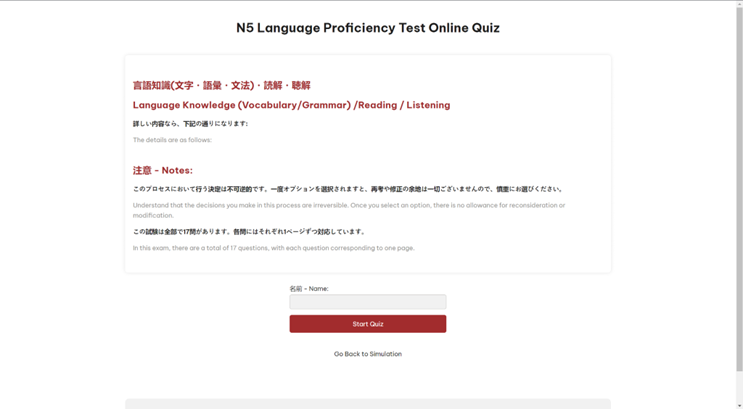 N5 Language Proficiency Test Online Quiz
言語知識(文字・語彙・文法)・読解・聴解
Language Knowledge (Vocabulary/Grammar) /Reading / Listening
詳しい内容なら、下記の通りになります:
The details are as follows:
注意 - Notes:
このプロセスにおいて行う決定は不可逆的です。一度オプションを選択されますと、再考や修正の余地は一切ございませんので、慎重にお選びください。
Understand that the decisions you make in this process are irreversible. Once you select an option, there is no allowance for reconsideration or
modification.
この試験は全部で17問があります。各問にはそれぞれ1ページずつ対応しています。
In this exam, there are a total of 17 questions, with each question corresponding to one page.
名前 - Name:
Start Quiz
Go Back to Simulation